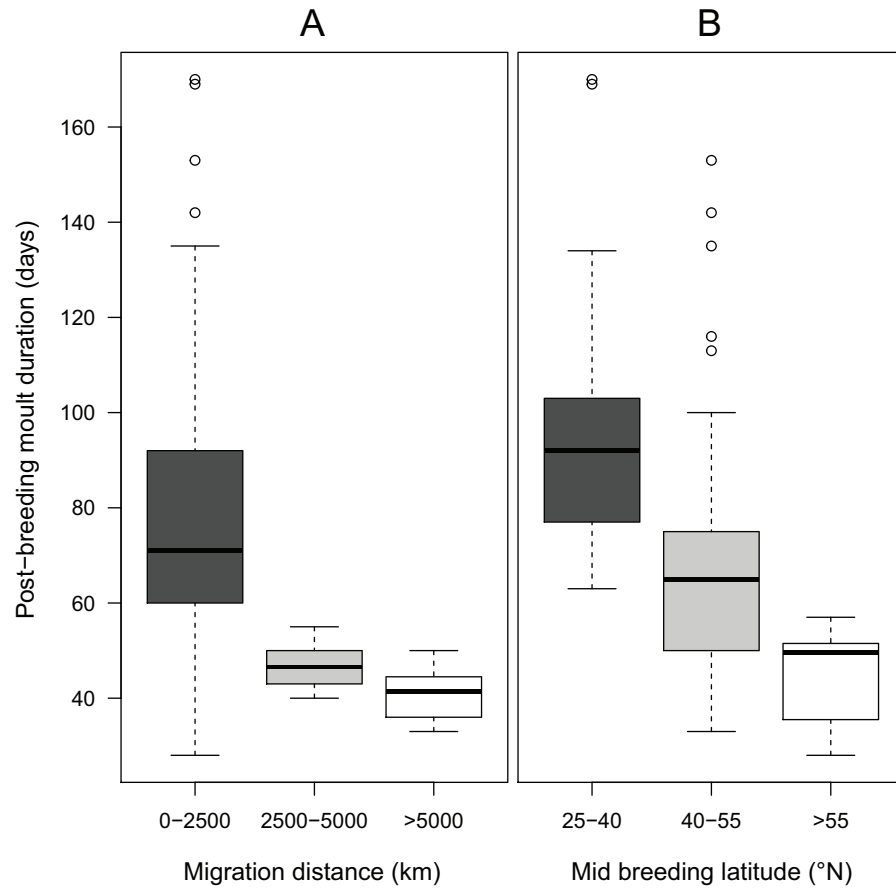 A B
Post−breeding moult duration (days)
160
140
120
100
80
60
40
0−2500 2500−5000 >5000 25−40 40−55 >55
Migration distance (km) Mid breeding latitude (°N)